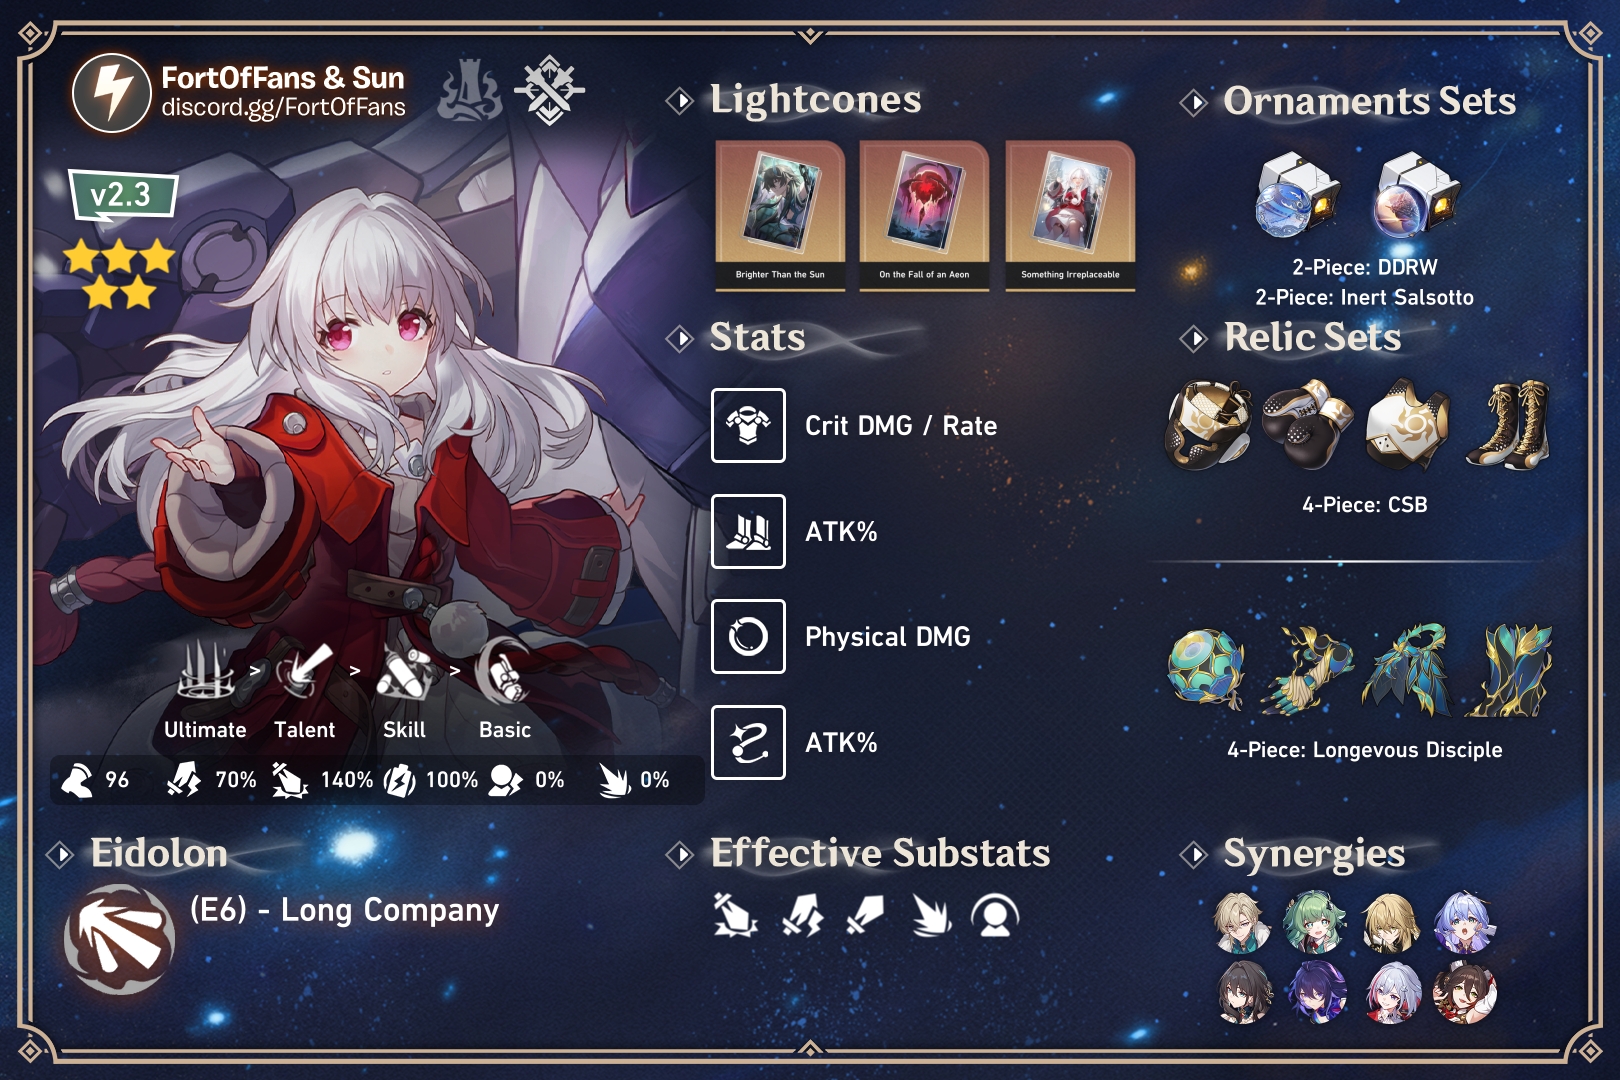 FortOfFans & Sun
discord.gg/FortOfFans
v2.3
Ultimate > Talent > Skill > Basic
96 70% 140% 100% 0% 0%
Eidolon
(E6) - Long Company
Lightcones
Brighter Than the Sun
On the Fall of an Aeon
Something Irreplaceable
Stats
Crit DMG / Rate
ATK%
Physical DMG
ATK%
Effective Substats
Ornaments Sets
2-Piece: DDRW
2-Piece: Inert Salsotto
Relic Sets
4-Piece: CSB
4-Piece: Longevous Disciple
Synergies